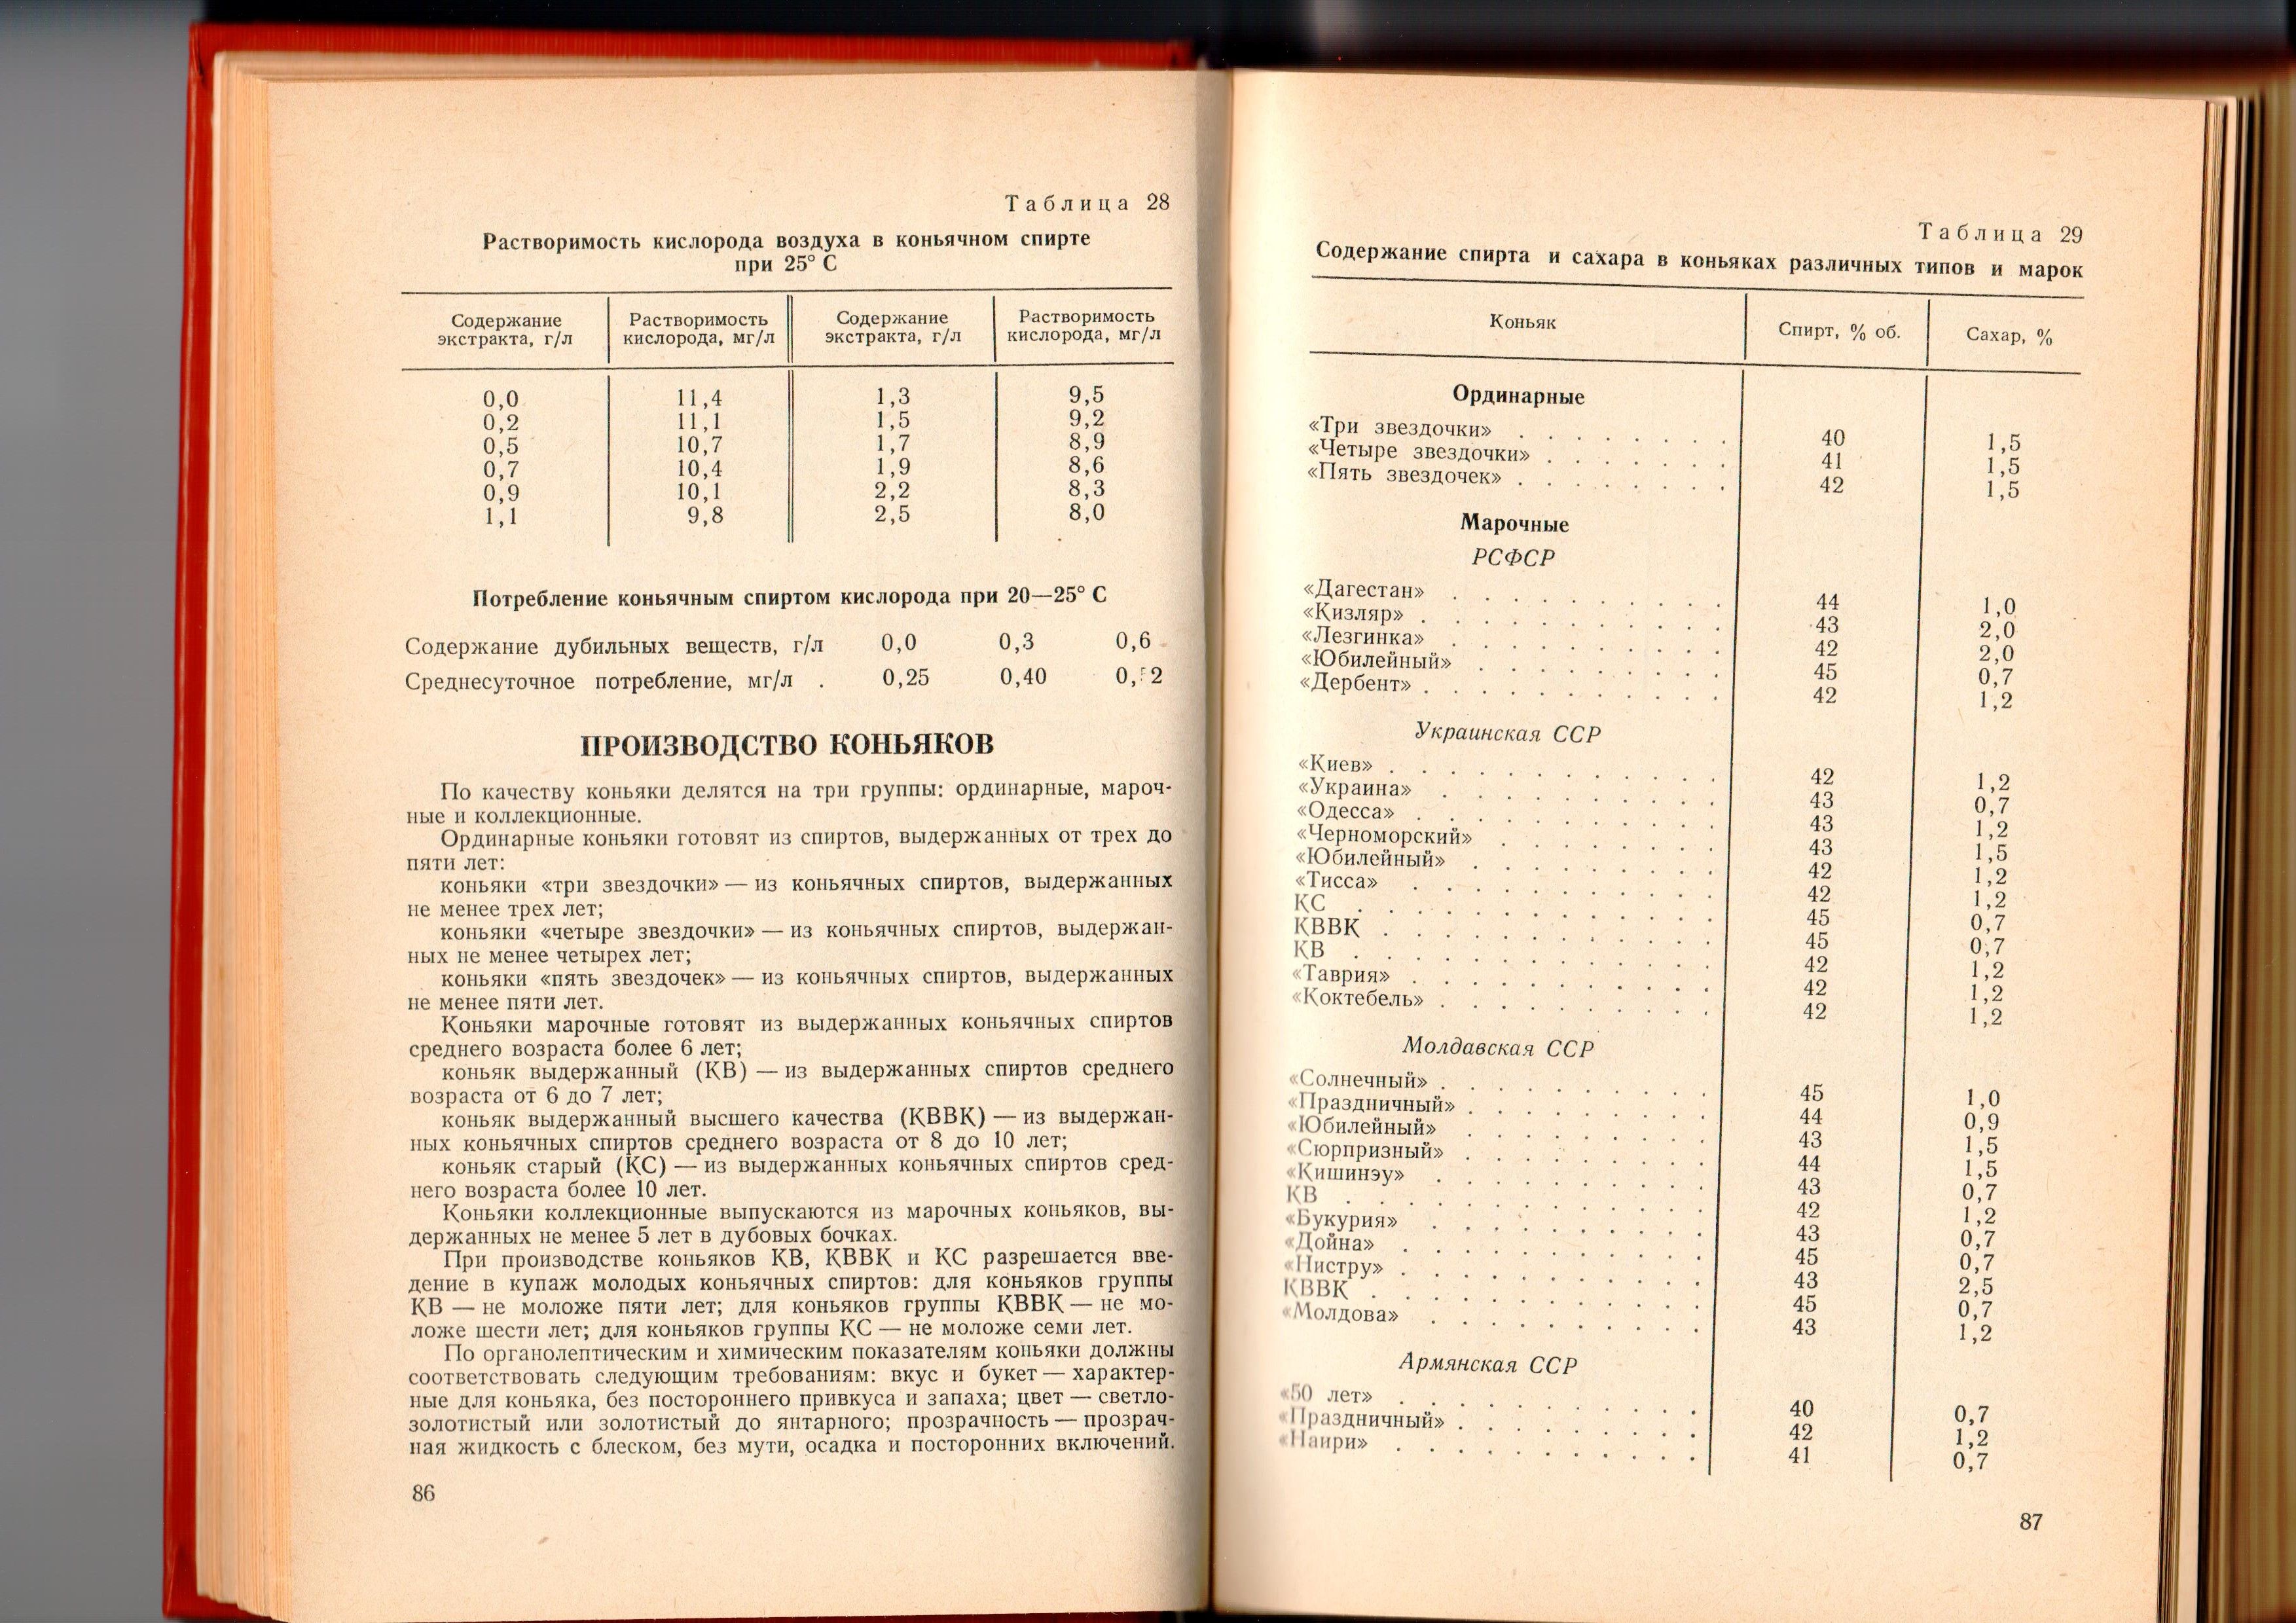 Таблица 28
Растворимость кислорода воздуха в коньячном спирте
при 25° С
Содержание экстракта, г/л Растворимость кислорода, мг/л Содержание экстракта, г/л Растворимость кислорода, мг/л
0,0 11,4 1,3 9,5
0,2 11,1 1,5 9,2
0,5 10,7 1,7 8,9
0,7 10,4 1,9 8,6
0,9 10,1 2,2 8,3
1,1 9,8 2,5 8,0
Потребление коньячным спиртом кислорода при 20—25° С
Содержание дубильных веществ, г/л 0,0 0,3 0,6
Среднесуточное потребление, мг/л . 0,25 0,40
ПРОИЗВОДСТВО КОНЬЯКОВ
По качеству коньяки делятся на три группы: ординарные, мароч-
ные и коллекционные.
Ординарные коньяки готовят из спиртов, выдержанных от трех до
пяти лет:
коньяки «три звездочки» — из коньячных спиртов, выдержанных
не менее трех лет;
коньяки «четыре звездочки» — из коньячных спиртов, выдержан-
ных не менее четырех лет;
коньяки «пять звездочек» — из коньячных спиртов, выдержанных
не менее пяти лет.
Коньяки марочные готовят из выдержанных коньячных спиртов
среднего возраста более 6 лет;
коньяк выдержанный (КВ) — из выдержанных спиртов среднего
возраста от 6 до 7 лет;
коньяк выдержанный высшего качества (КВВК) — из выдержан-
ных коньячных спиртов среднего возраста от 8 до 10 лет;
коньяк старый (КС) — из выдержанных коньячных спиртов сред-
него возраста более 10 лет.
Коньяки коллекционные выпускаются из марочных коньяков, вы-
держанных не менее 5 лет в дубовых бочках.
При производстве коньяков КВ, КВВК и КС разрешается вве-
дение в купаж молодых коньячных спиртов: для коньяков группы
КВ — не моложе пяти лет; для коньяков группы КВВК — не мо-
ложе шести лет; для коньяков группы КС — не моложе семи лет.
По органолептическим и химическим показателям коньяки должны
соответствовать следующим требованиям: вкус и букет — характер-
ные для коньяка, без постороннего привкуса и запаха; цвет — светло-
золотистый или золотистый до янтарного; прозрачность — прозрач-
ная жидкость с блеском, без мути, осадка и посторонних включений.
86
Таблица 29
Содержание спирта и сахара в коньяках различных типов и марок
Коньяк Спирт, % об. Сахар, %
Ординарные
«Три звездочки» 40 1,5
«Четыре звездочки» 41 1,5
«Пять звездочек» 42 1,5
Марочные
РСФСР
«Дагестан» 44 1,0
«Кизляр» 43 2,0
«Лезгинка» 42 2,0
«Юбилейный» 45 0,7
«Дербент» 42 1,2
Украинская ССР
«Киев» 42 1,2
«Украина» 43 0,7
«Одесса» 43 1,2
«Черноморский» 43 1,5
«Юбилейный» 42 1,2
«Тисса» 42 1,2
КС 45 0,7
КВВК 45 0,7
КВ 42 1,2
«Таврия» 42 1,2
«Коктебель» 42 1,2
Молдавская ССР
«Солнечный» 45 1,0
«Праздничный» 44 0,9
«Юбилейный» 43 1,5
«Сюрпризный» 44 1,5
«Кишинэу» 43 0,7
КВ 42 1,2
«Букурия» 43 0,7
«Дойна» 45 0,7
«Нистру» 43 2,5
КВВК 45 0,7
«Молдова» 43 1,2
Армянская ССР
«50 лет» 40 0,7
«Праздничный» 42 1,2
«Наири» 41 0,7
87